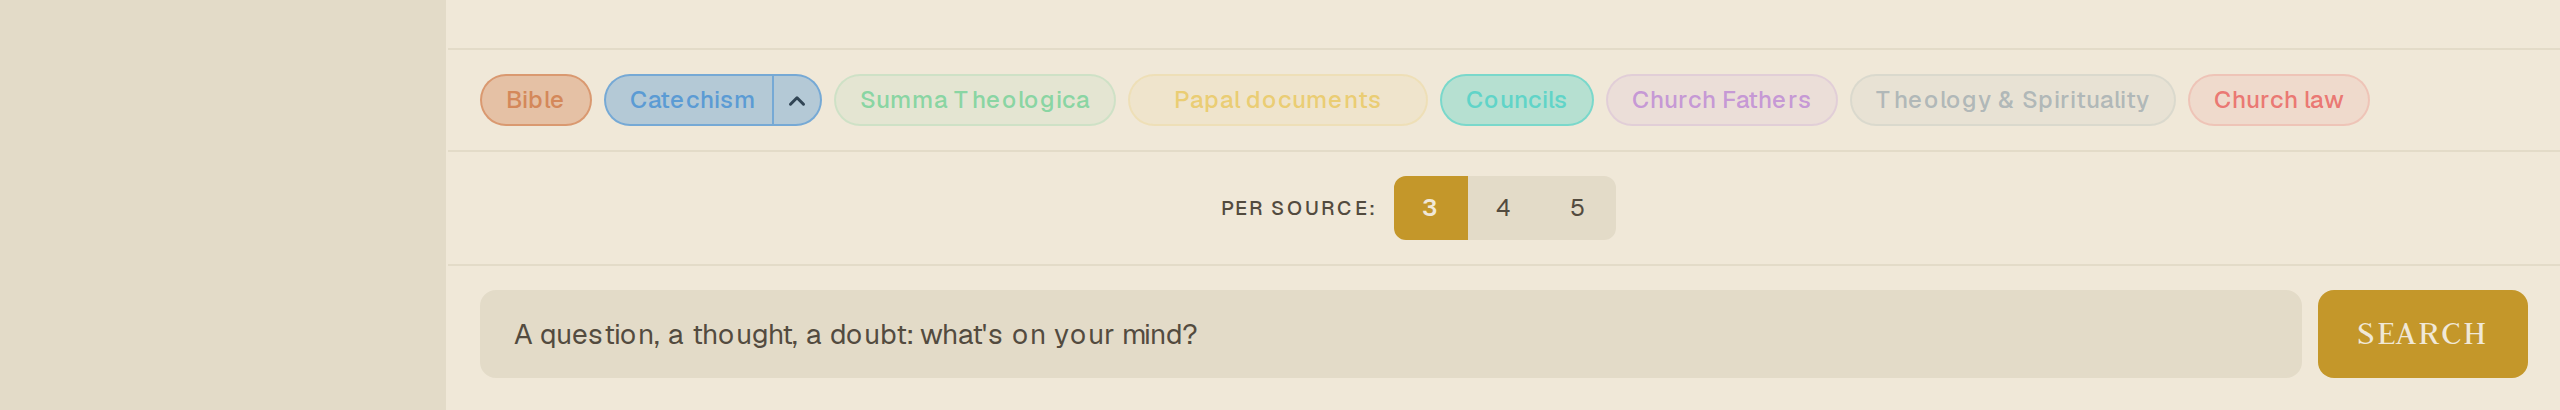 Bible Catechism Summa Theologica Papal documents Councils Church Fathers Theology & Spirituality Church law
PER SOURCE: 3 4 5
A question, a thought, a doubt: what's on your mind? SEARCH